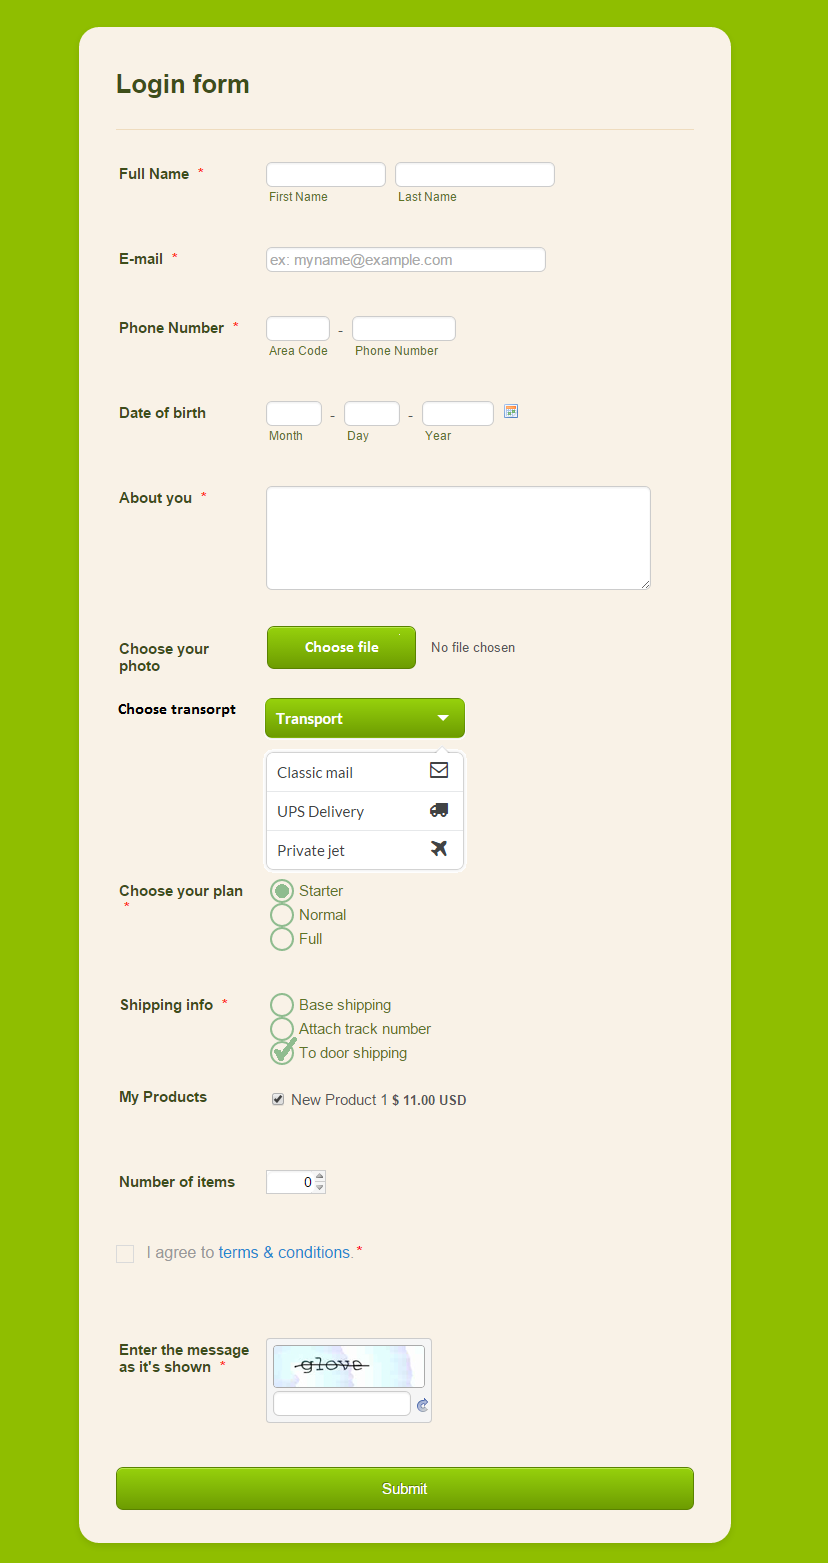 Login form
Full Name *
First Name Last Name
E-mail *
ex: myname@example.com
Phone Number * -
Area Code Phone Number
Date of birth - -
Month Day Year
About you *
Choose your
photo
Choose file No file chosen
Choose transorpt
Transport
Classic mail
UPS Delivery
Private jet
Choose your plan
*
Starter
Normal
Full
Shipping info *
Base shipping
Attach track number
To door shipping
My Products
New Product 1 $ 11.00 USD
Number of items 0
I agree to terms & conditions.*
Enter the message
as it's shown *
glove
Submit